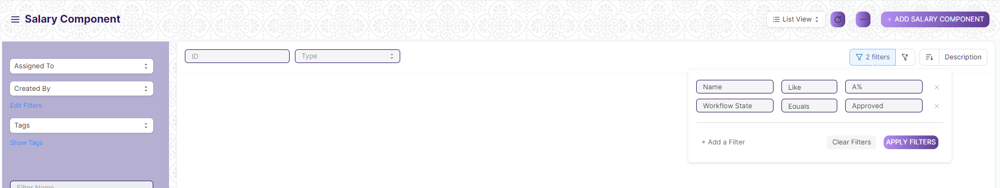 Salary Component
List View
...
+ ADD SALARY COMPONENT
Assigned To
Created By
Edit Filters
Tags
Show Tags
Filter Name
ID
Type
2 filters
Description
Name
Like
A%
Workflow State
Equals
Approved
+ Add a Filter
Clear Filters
APPLY FILTERS